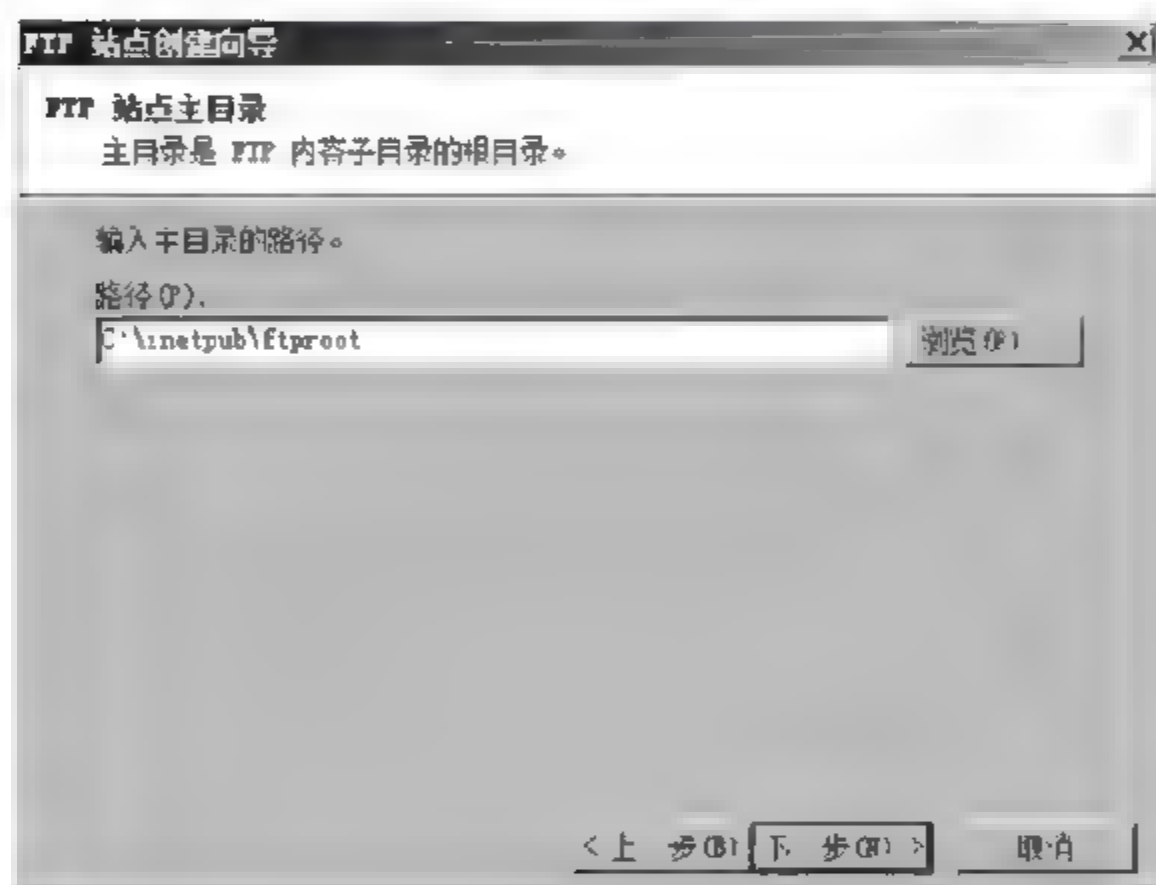 FTP 站点创建向导
FTP 站点主目录
主目录是 FTP 内容子目录的根目录。
输入主目录的路径。
路径(P):
C:\inetpub\ftproot
浏览(R)
<上一步(B) 下一步(N) > 取消